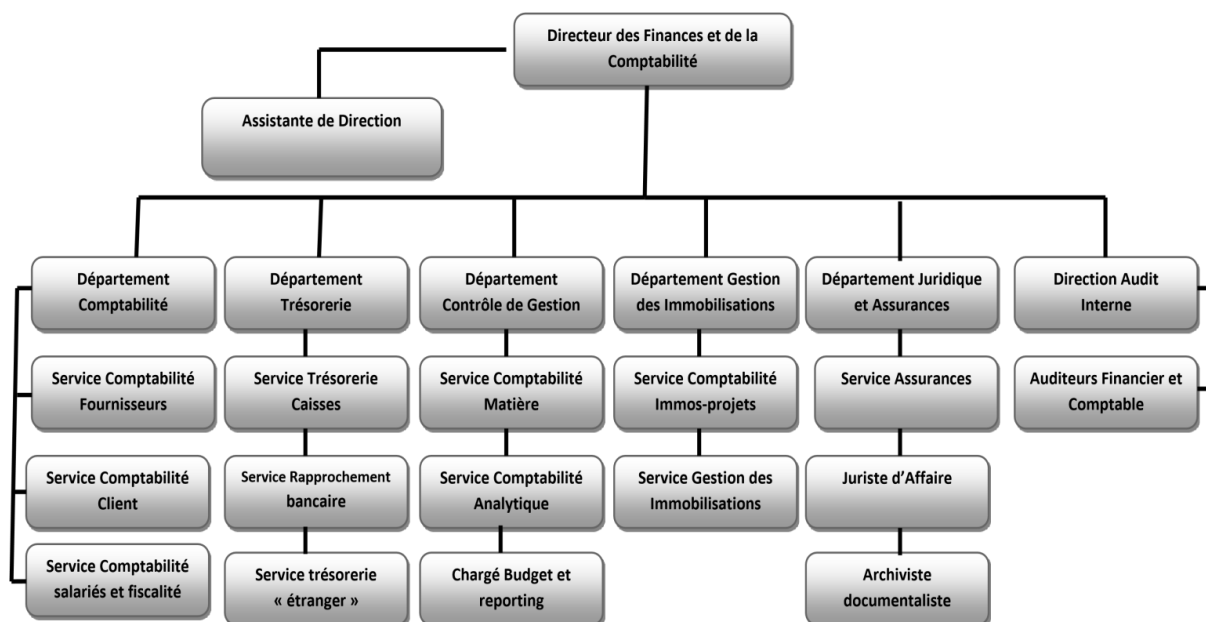 Directeur des Finances et de la
Comptabilité
Assistante de Direction
Département
Comptabilité
Département
Trésorerie
Département
Contrôle de Gestion
Département Gestion
des Immobilisations
Département Juridique
et Assurances
Direction Audit
Interne
Service Comptabilité
Fournisseurs
Service Trésorerie
Caisses
Service Comptabilité
Matière
Service Comptabilité
Immos-projets
Service Assurances
Auditeurs Financier et
Comptable
Service Comptabilité
Client
Service Rapprochement
bancaire
Service Comptabilité
Analytique
Service Gestion des
Immobilisations
Juriste d’Affaire
Service Comptabilité
salariés et fiscalité
Service trésorerie
« étranger »
Chargé Budget et
reporting
Archiviste
documentaliste